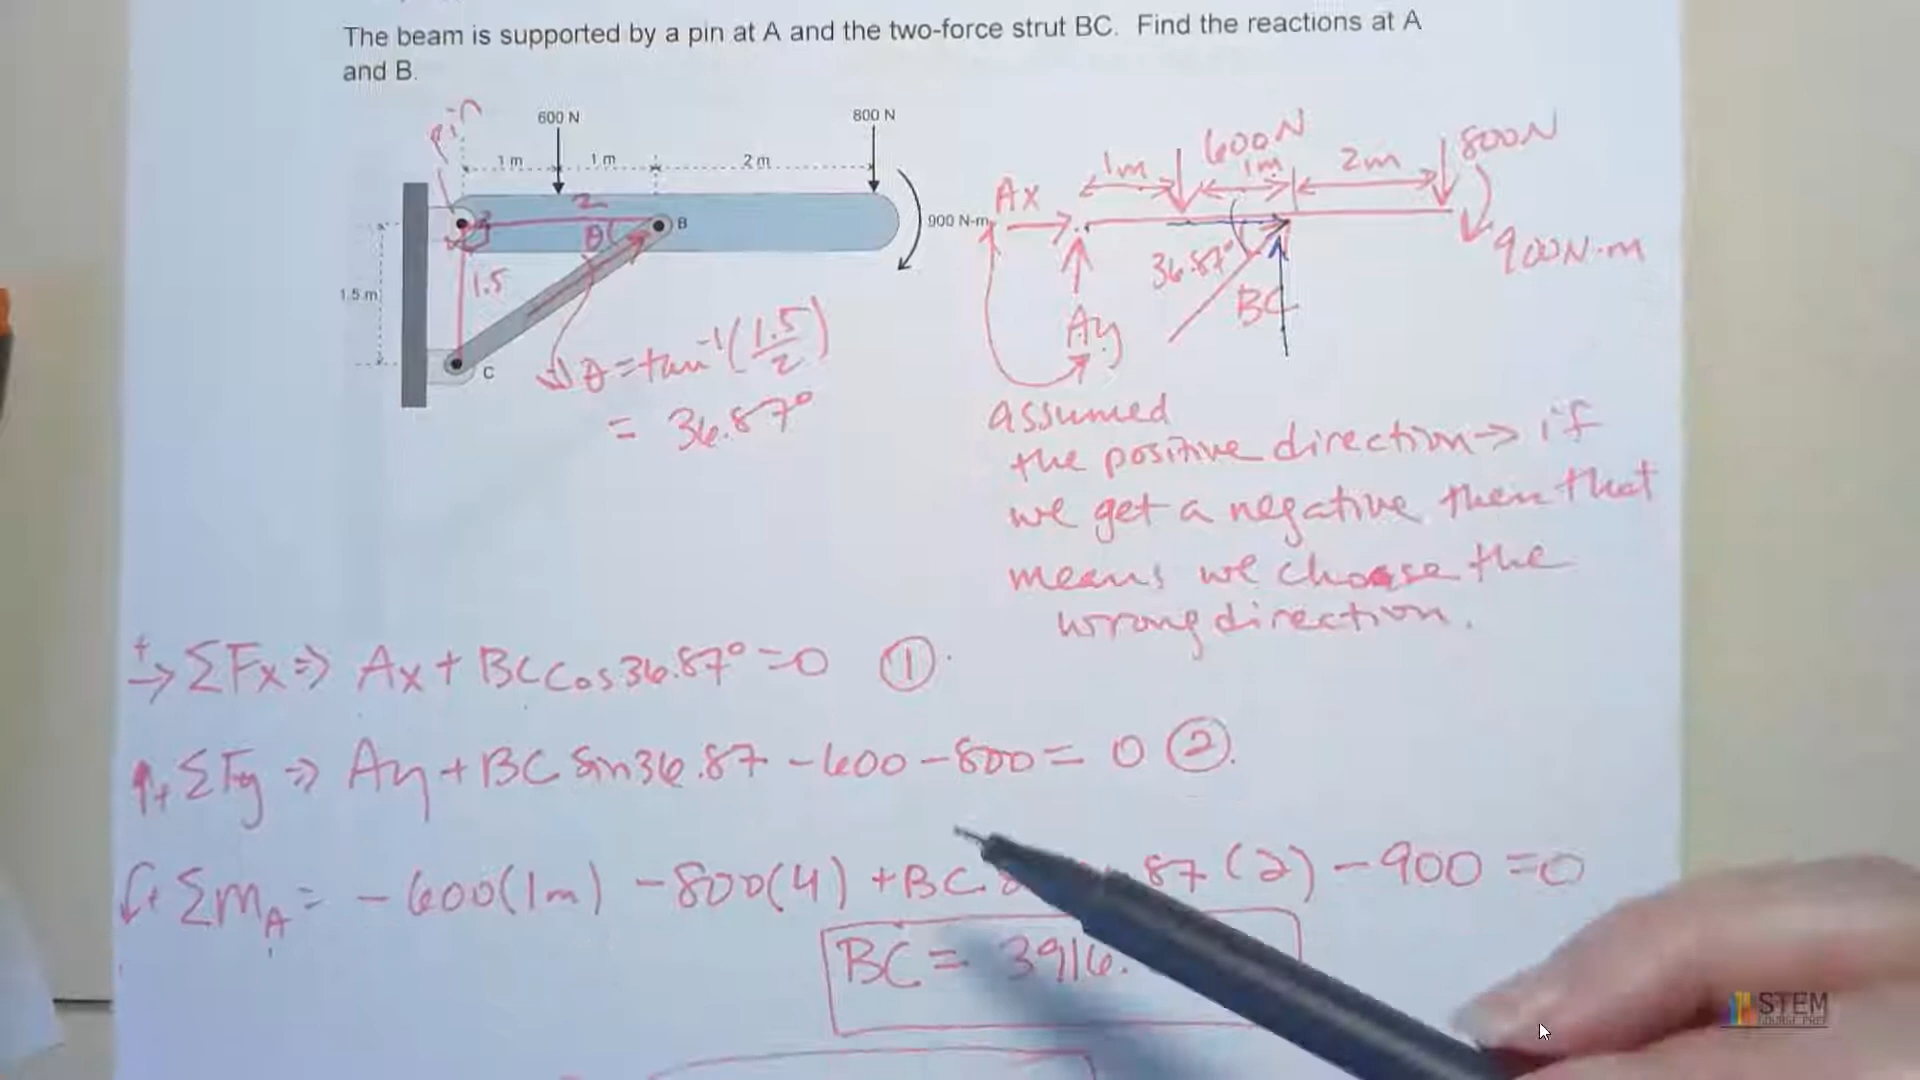 The beam is supported by a pin at A and the two-force strut BC. Find the reactions at A
and B.
pin
600 N
800 N
1 m
1 m
2 m
2
B
θ
900 N-m
1.5 m
1.5
C
θ = tan⁻¹(1.5/2)
= 36.87°
600N
800N
1m
1m
2m
Ax
36.87°
BC
900N·m
Ay
assumed
the positive direction → if
we get a negative then that
means we choose the
wrong direction.
+→ ΣFx ⇒ Ax + BC cos 36.87° = 0 ①
↑+ ΣFy ⇒ Ay + BC sin 36.87 - 600 - 800 = 0 ②
+ ΣMA = -600(1m) - 800(4) + BC 87 (2) - 900 = 0
BC = 3916.
STEM
COURSE PREP